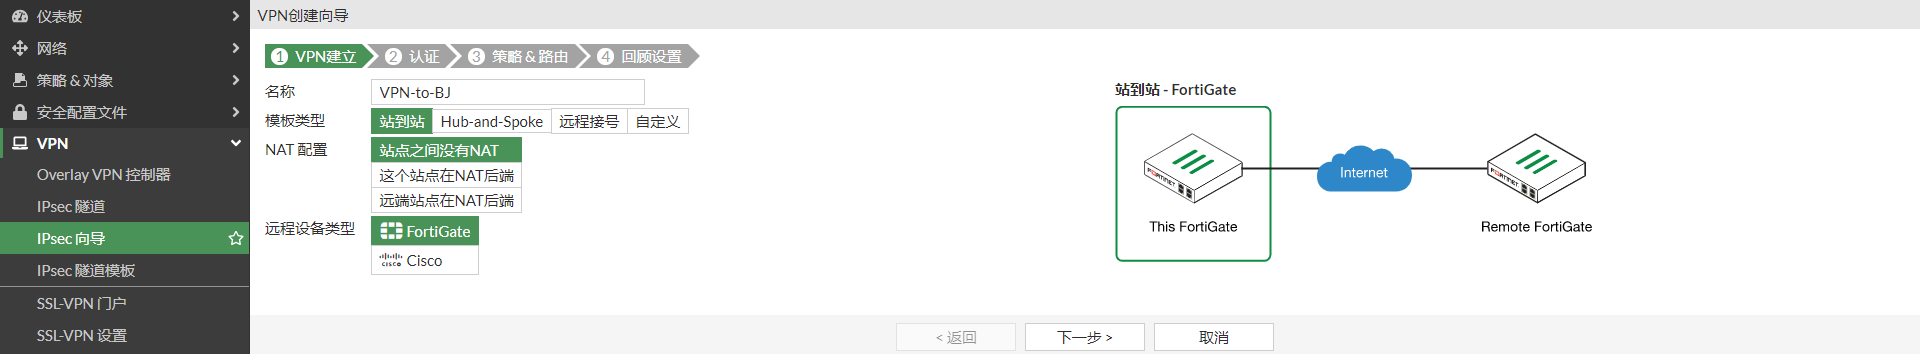 仪表板
网络
策略 & 对象
安全配置文件
VPN
Overlay VPN 控制器
IPsec 隧道
IPsec 向导
IPsec 隧道模板
SSL-VPN 门户
SSL-VPN 设置
VPN创建向导
1 VPN建立 2 认证 3 策略 & 路由 4 回顾设置
名称 VPN-to-BJ
模板类型 站到站 Hub-and-Spoke 远程接号 自定义
NAT 配置 站点之间没有NAT
这个站点在NAT后端
远端站点在NAT后端
远程设备类型 FortiGate
CISCO Cisco
站到站 - FortiGate
FORTINET Internet FORTINET
This FortiGate Remote FortiGate
< 返回 下一步 > 取消